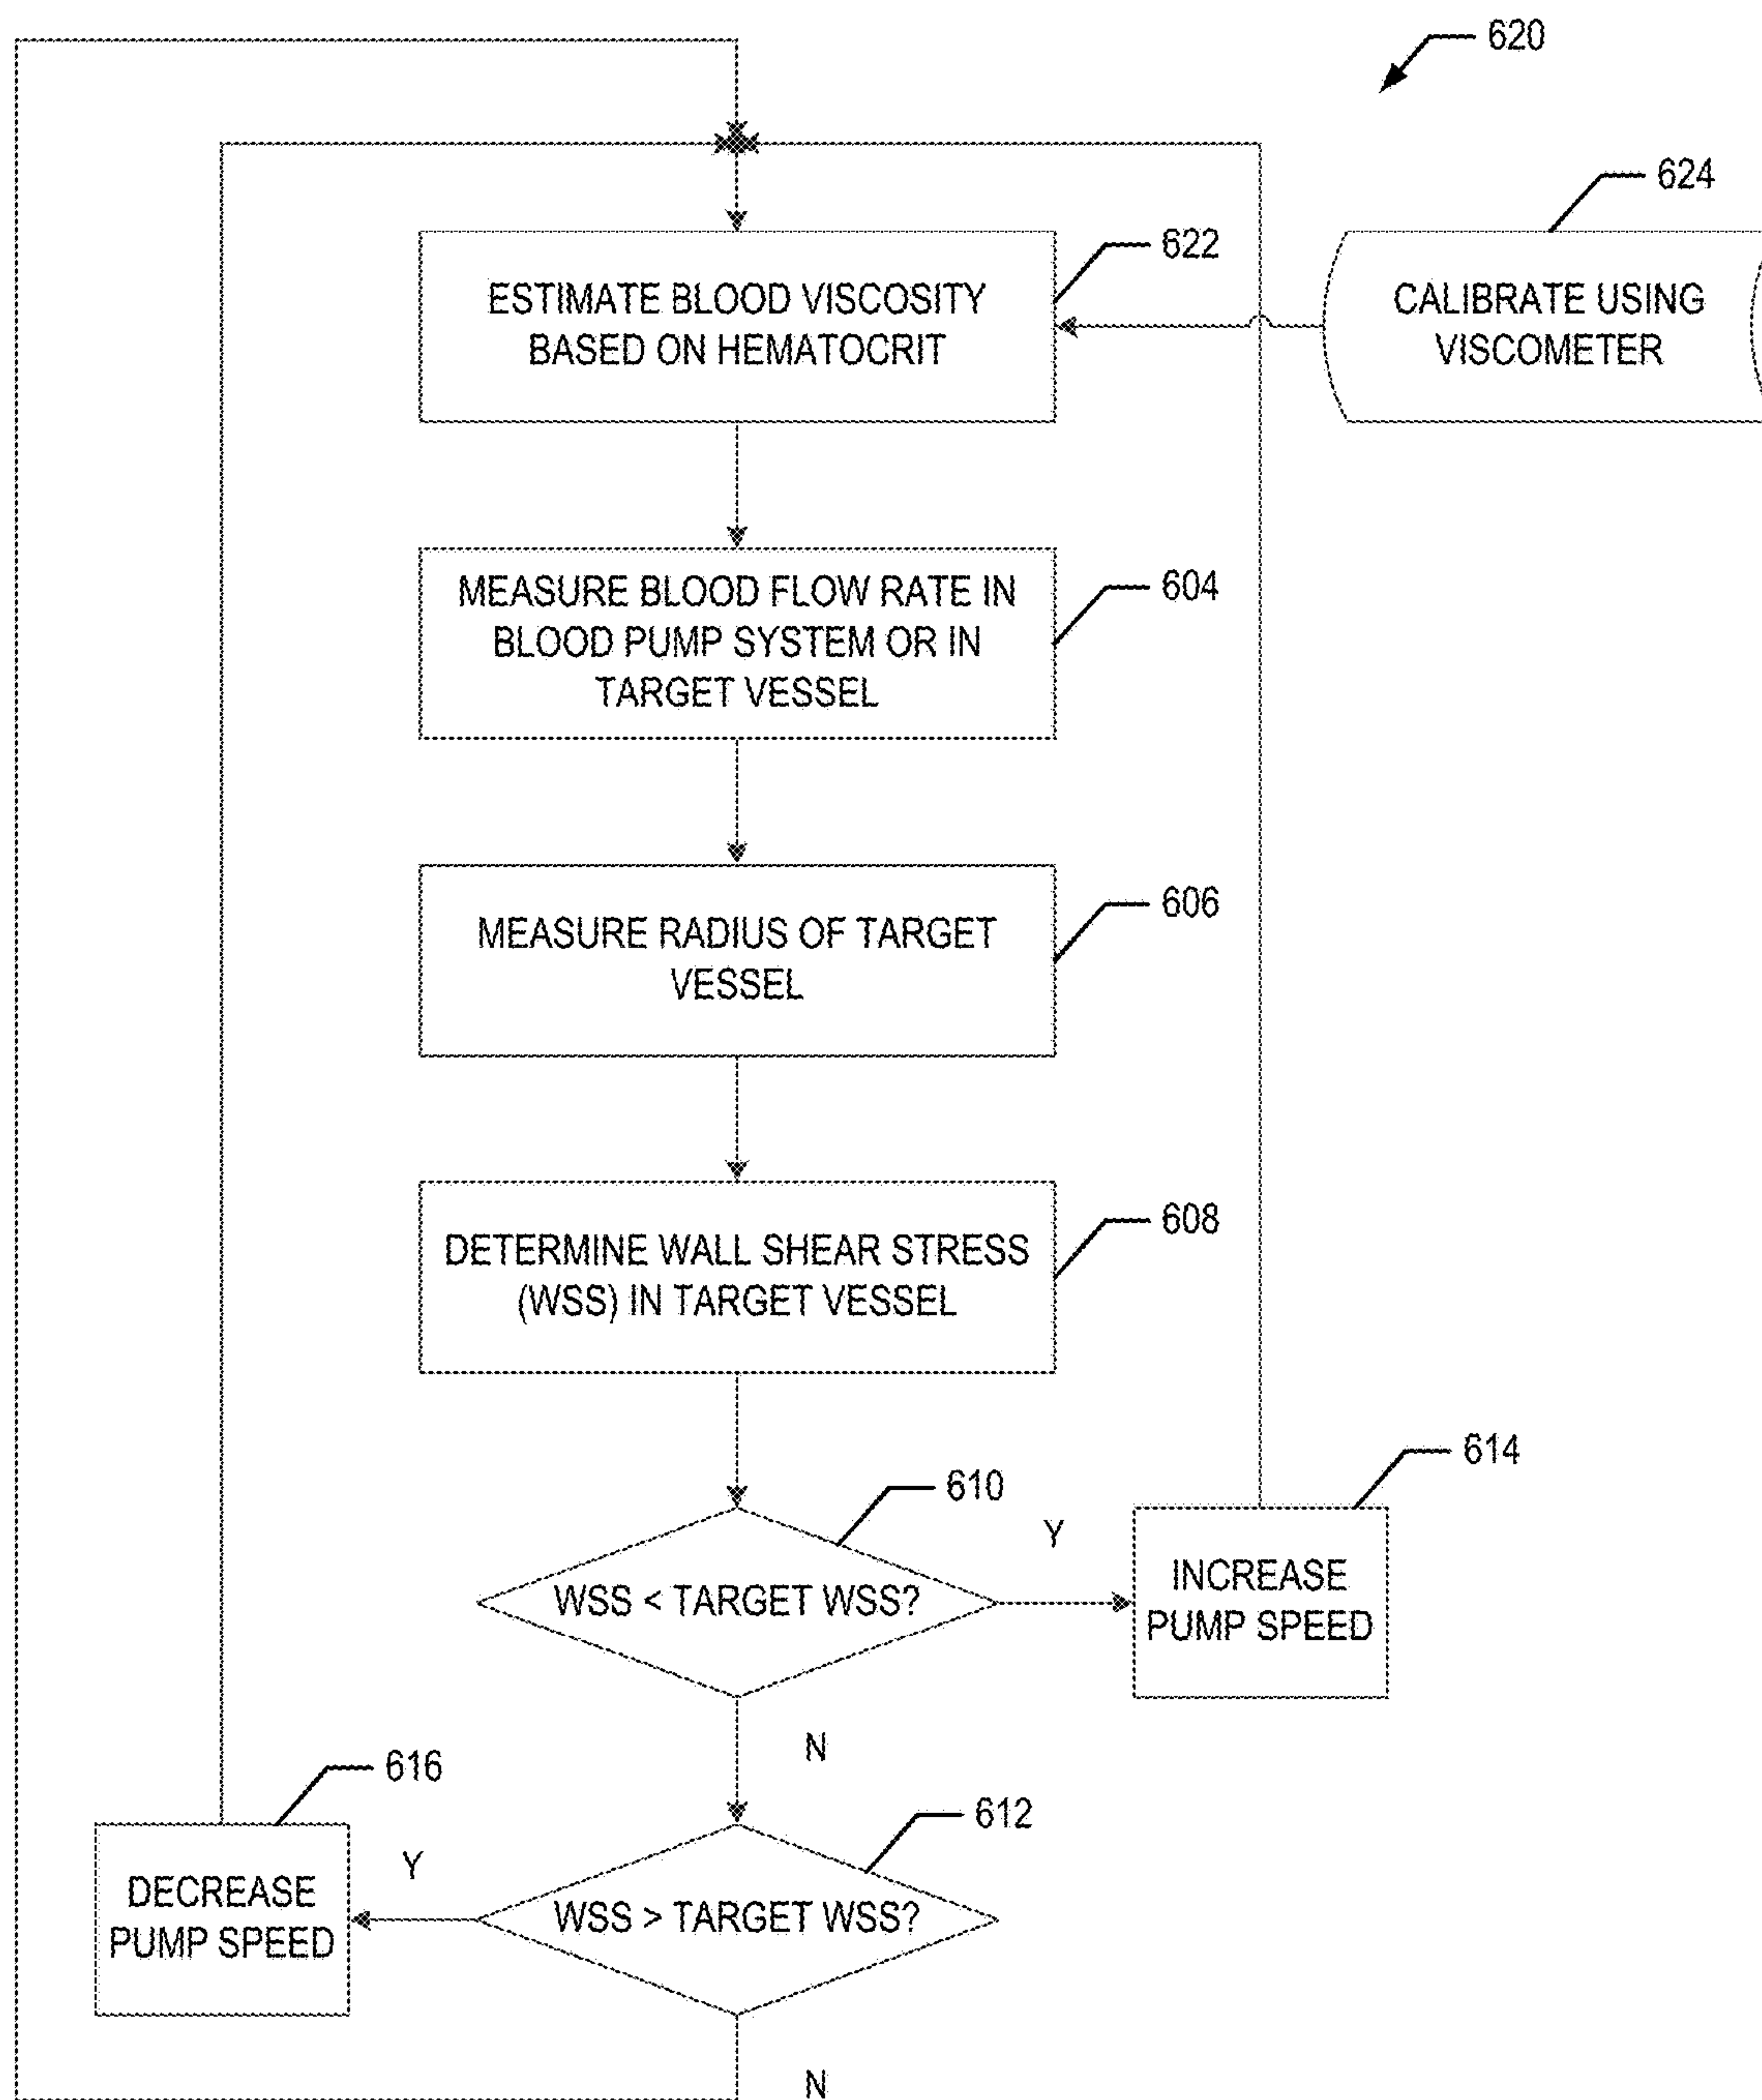 620
624
622
ESTIMATE BLOOD VISCOSITY
BASED ON HEMATOCRIT
CALIBRATE USING
VISCOMETER
604
MEASURE BLOOD FLOW RATE IN
BLOOD PUMP SYSTEM OR IN
TARGET VESSEL
606
MEASURE RADIUS OF TARGET
VESSEL
608
DETERMINE WALL SHEAR STRESS
(WSS) IN TARGET VESSEL
610
614
Y
WSS < TARGET WSS?
INCREASE
PUMP SPEED
N
616
612
Y
DECREASE
PUMP SPEED
WSS > TARGET WSS?
N